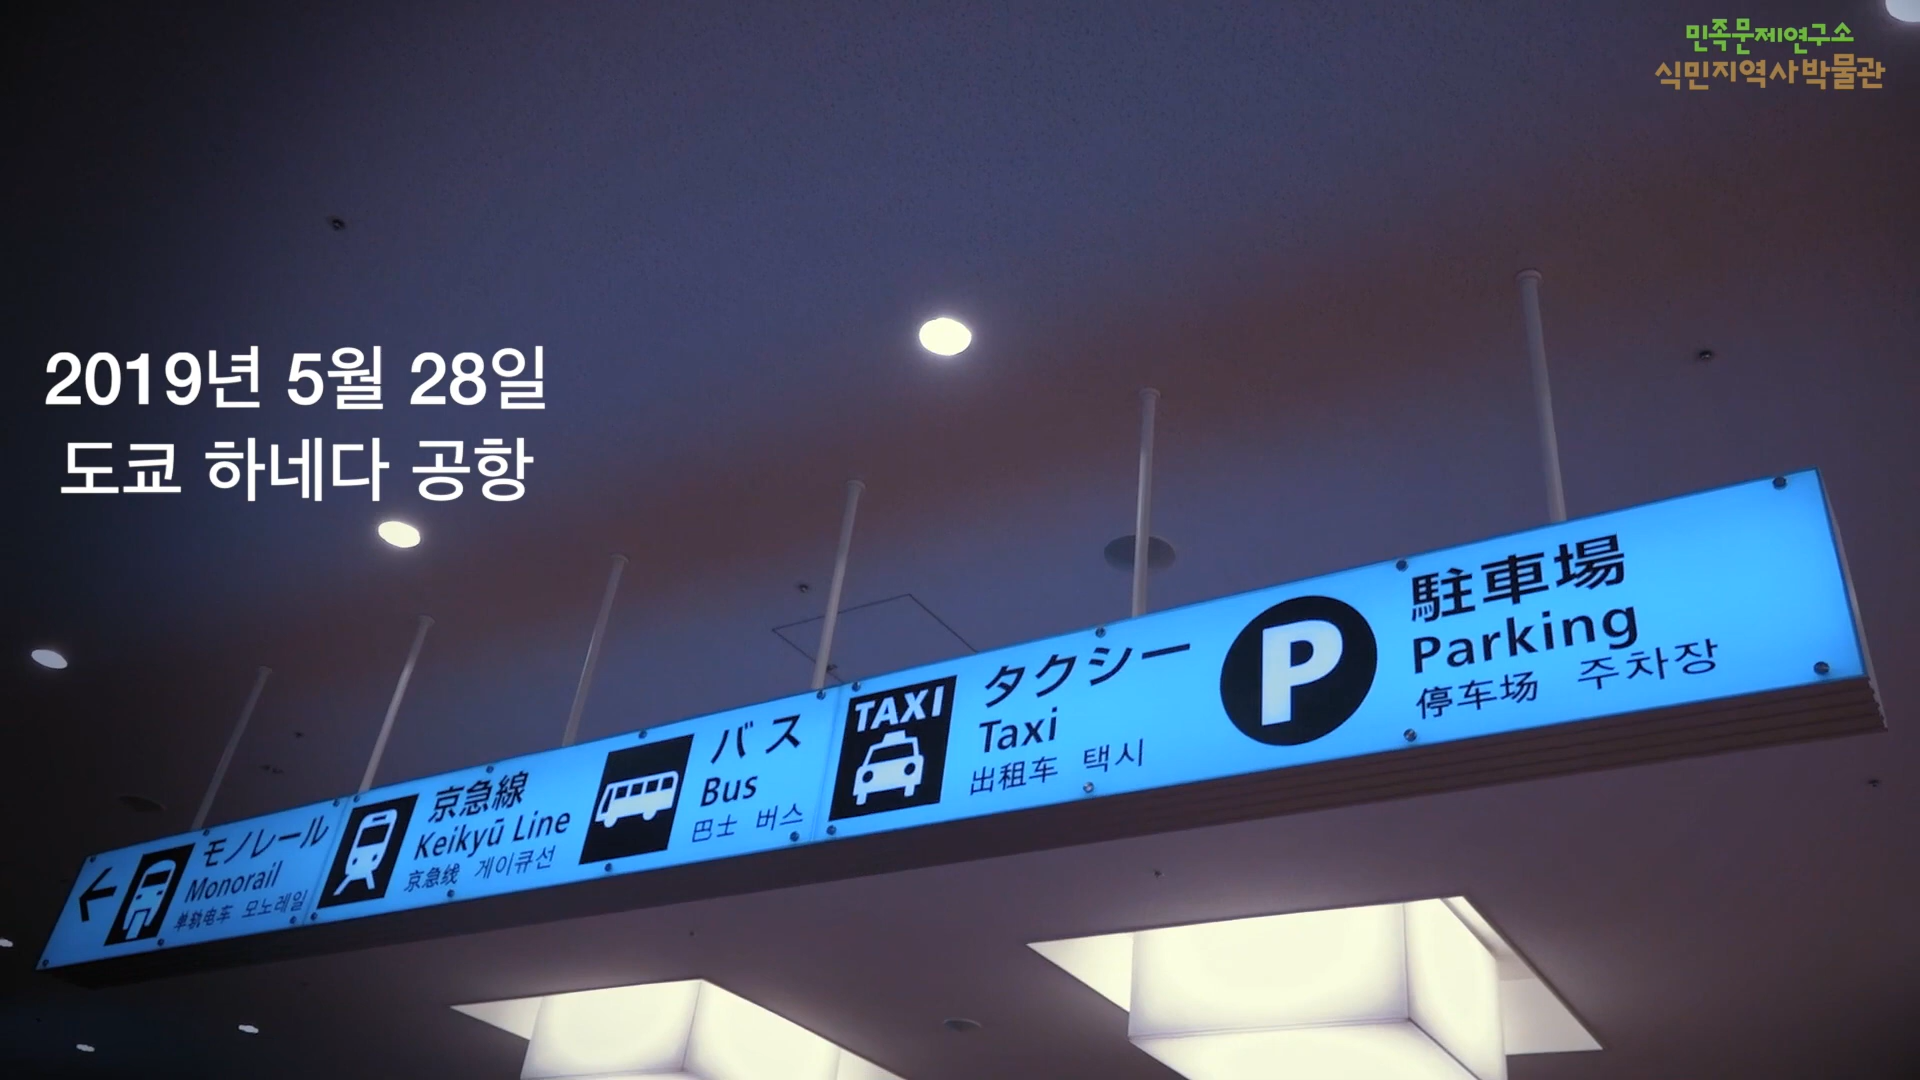 민족문제연구소
식민지역사박물관
2019년 5월 28일
도쿄 하네다 공항
モノレール
Monorail
单轨电车 모노레일
京急線
Keikyū Line
京急线 게이큐선
バス
Bus
巴士 버스
TAXI
タクシー
Taxi
出租车 택시
P
駐車場
Parking
停车场 주차장